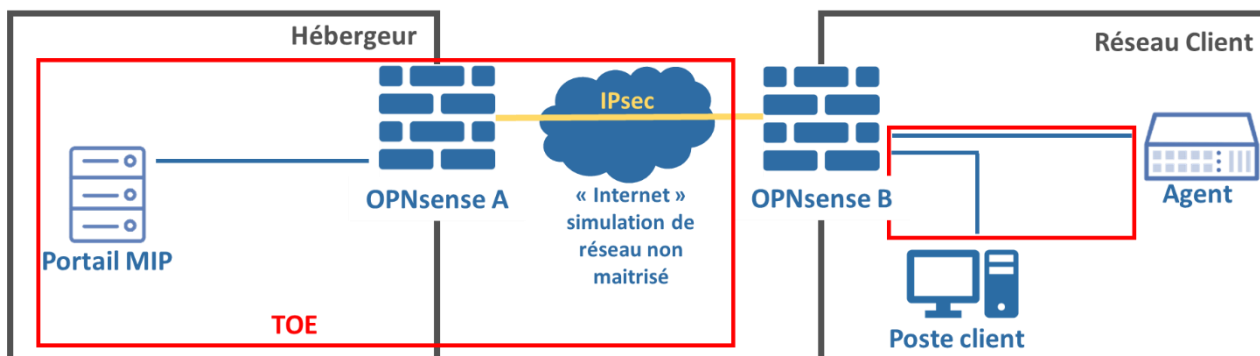 Hébergeur
Réseau Client
IPsec
OPNsense A
« Internet »
simulation de
réseau non
maitrisé
OPNsense B
Agent
Portail MIP
TOE
Poste client